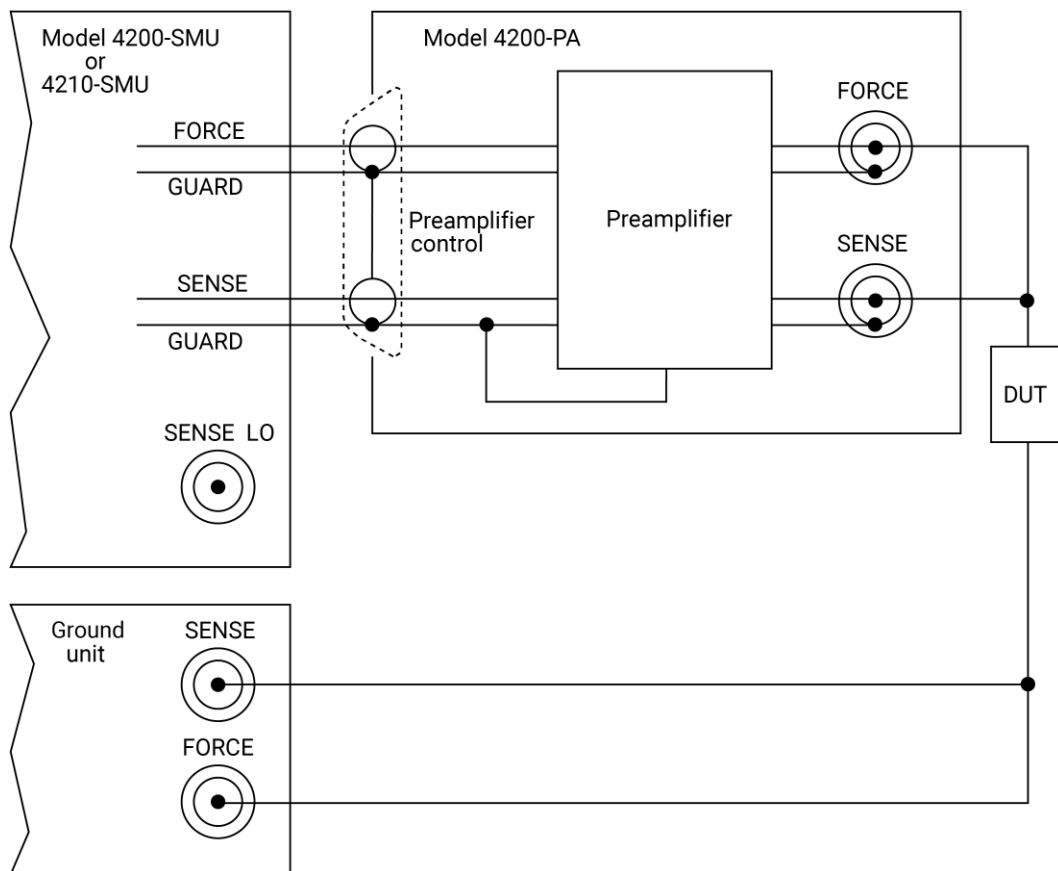 Model 4200-SMU
or
4210-SMU
Model 4200-PA
FORCE
GUARD
SENSE
GUARD
Preamplifier
control
Preamplifier
FORCE
SENSE
DUT
SENSE LO
Ground
unit
SENSE
FORCE